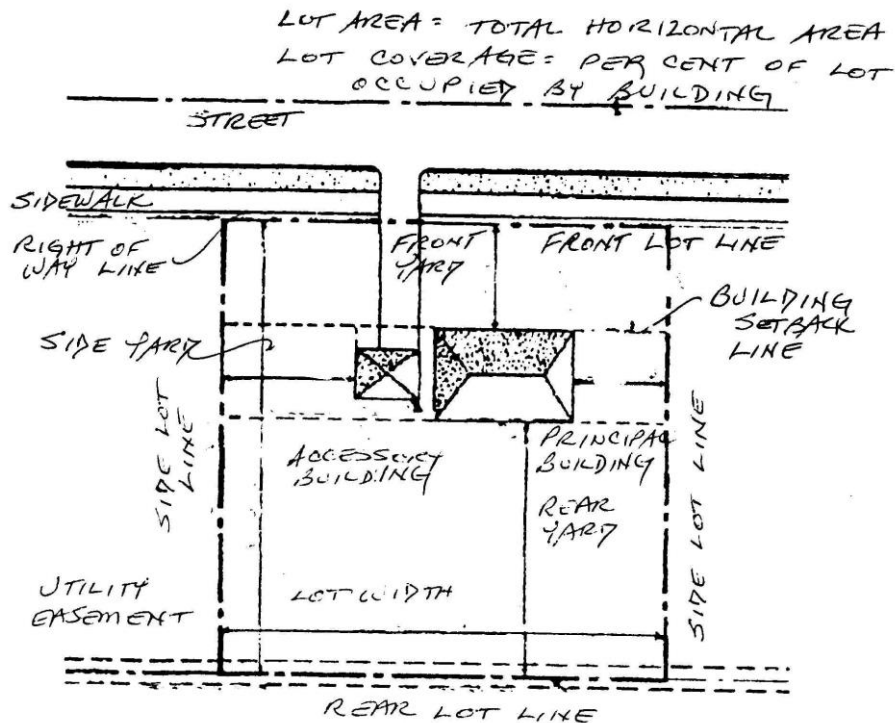 LOT AREA = TOTAL HORIZONTAL AREA
LOT COVERAGE = PER CENT OF LOT
OCCUPIED BY BUILDING
STREET
SIDEWALK
RIGHT OF
WAY LINE
FRONT
YARD
FRONT LOT LINE
BUILDING
SETBACK
LINE
SIDE YARD
SIDE LOT
LINE
ACCESSORY
BUILDING
PRINCIPAL
BUILDING
REAR
YARD
SIDE LOT LINE
UTILITY
EASEMENT
LOT WIDTH
REAR LOT LINE